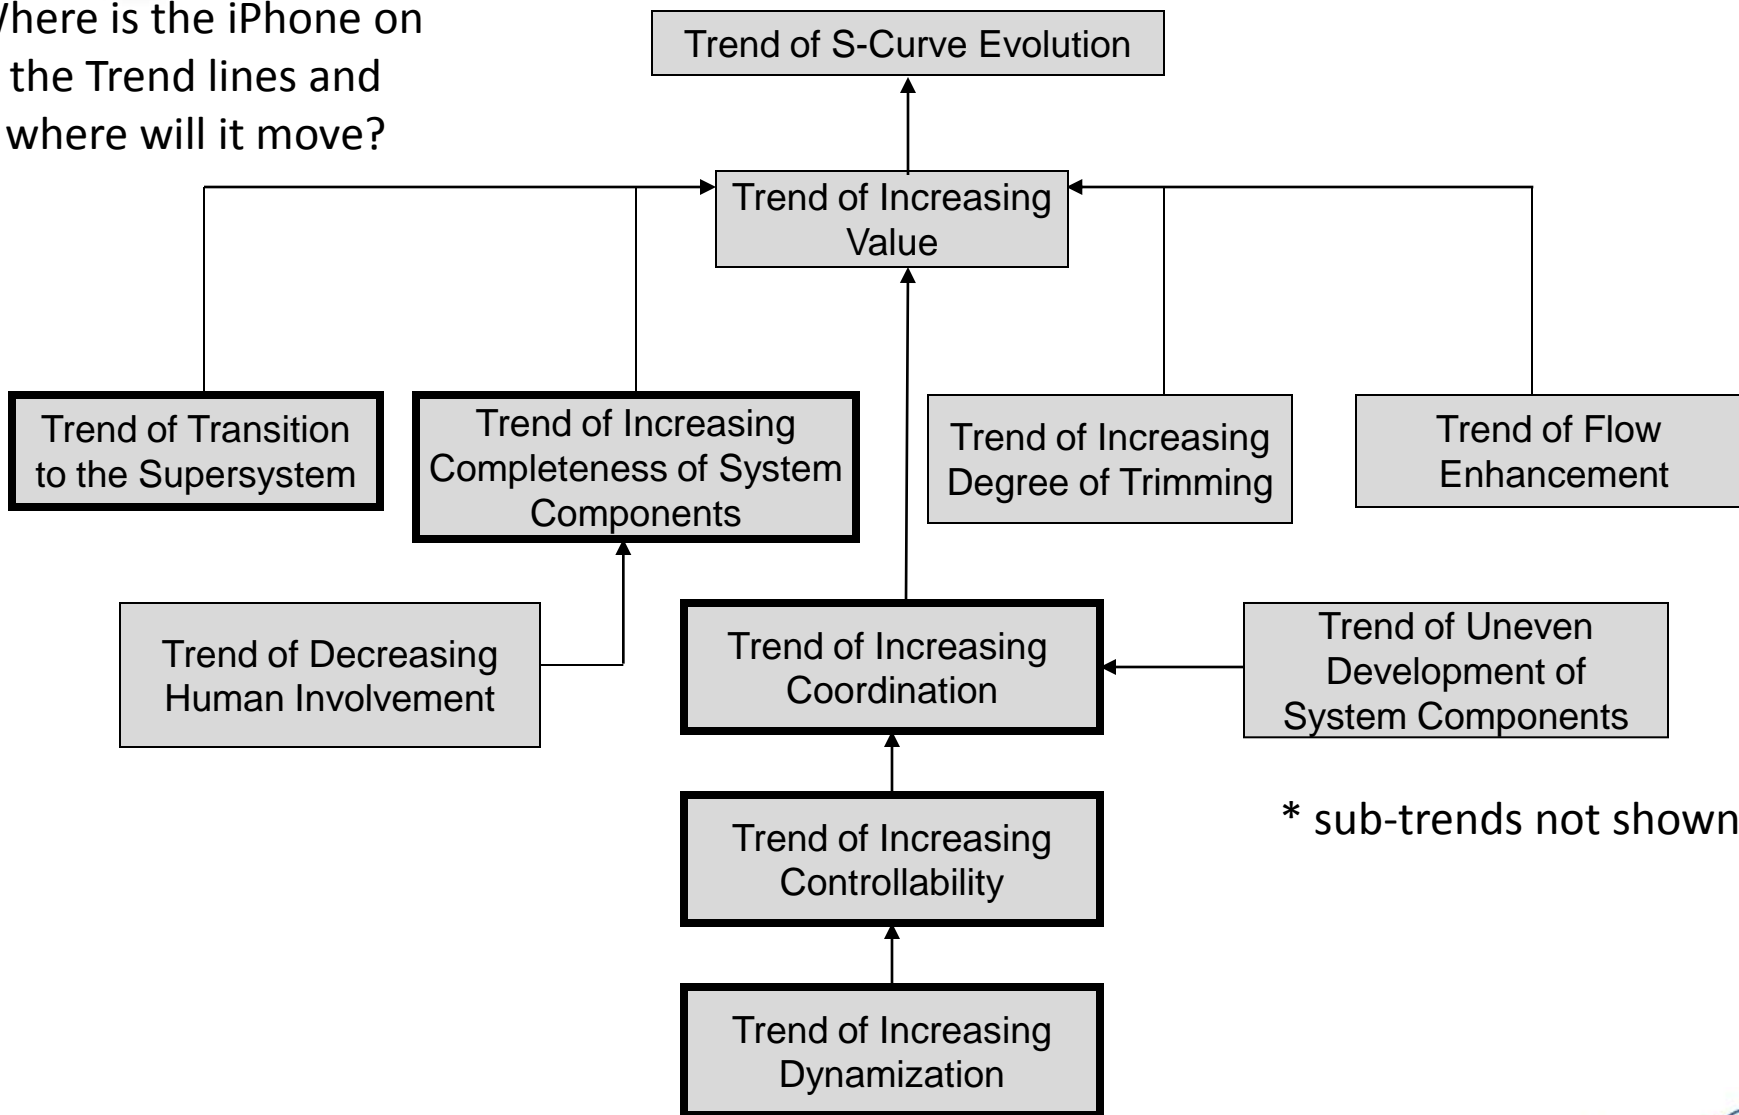 Where is the iPhone on
the Trend lines and
where will it move?
Trend of S-Curve Evolution
Trend of Increasing
Value
Trend of Transition
to the Supersystem
Trend of Increasing
Completeness of System
Components
Trend of Increasing
Degree of Trimming
Trend of Flow
Enhancement
Trend of Decreasing
Human Involvement
Trend of Increasing
Coordination
Trend of Uneven
Development of
System Components
* sub-trends not shown
Trend of Increasing
Controllability
Trend of Increasing
Dynamization